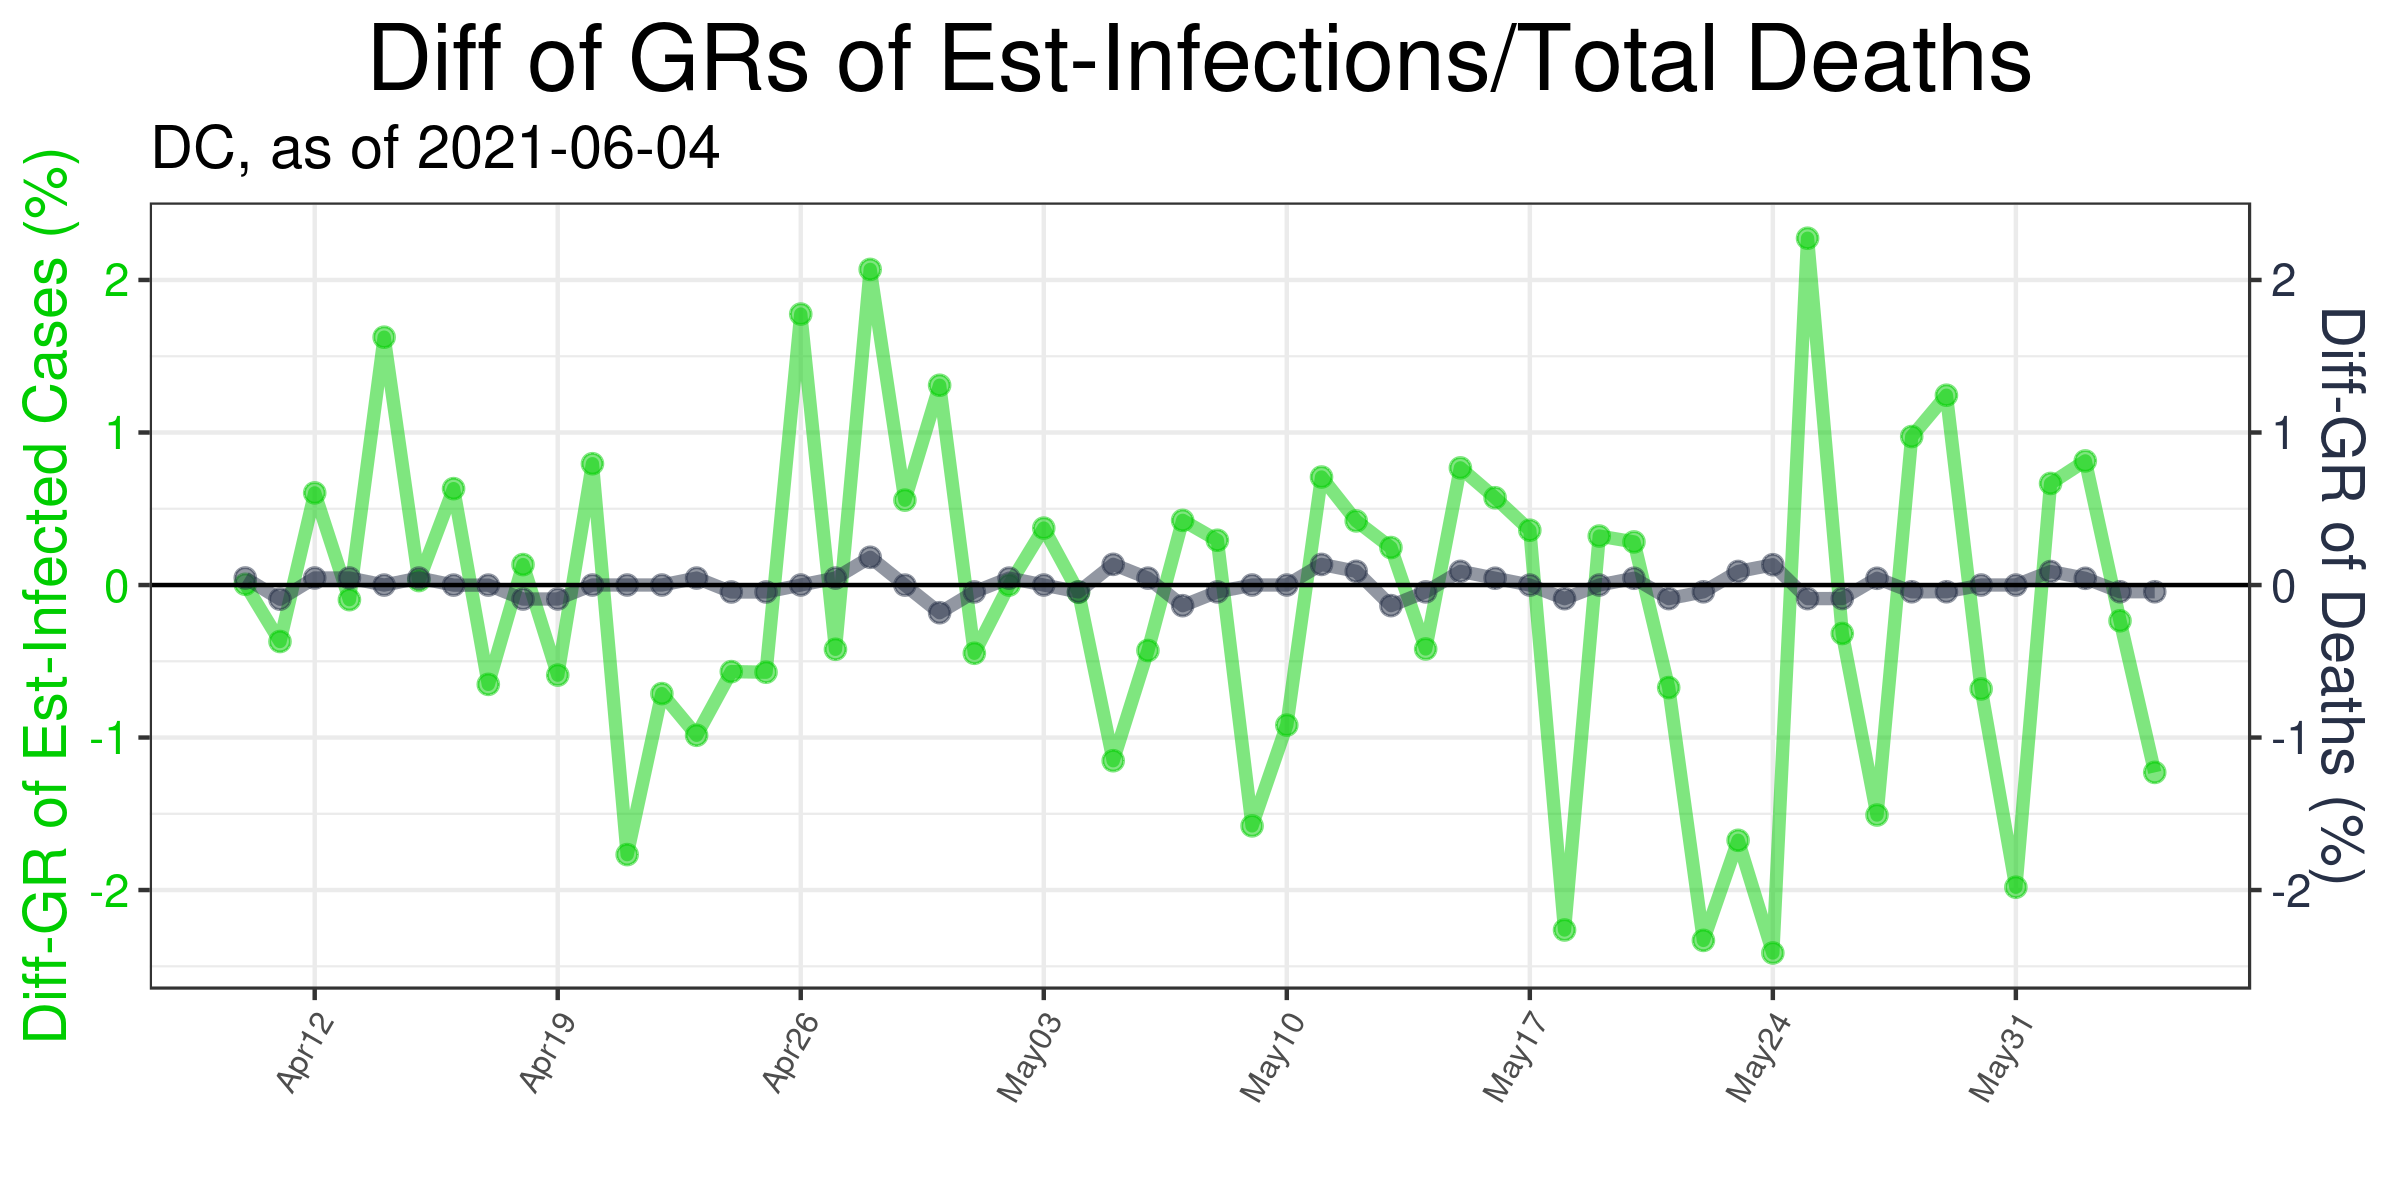 Diff of GRs of Est-Infections/Total Deaths
DC, as of 2021-06-04
Diff-GR of Est-Infected Cases (%)
2
1
0
-1
-2
2
1
0
-1
-2
Diff-GR of Deaths (%)
Apr12
Apr19
Apr26
May03
May10
May17
May24
May31